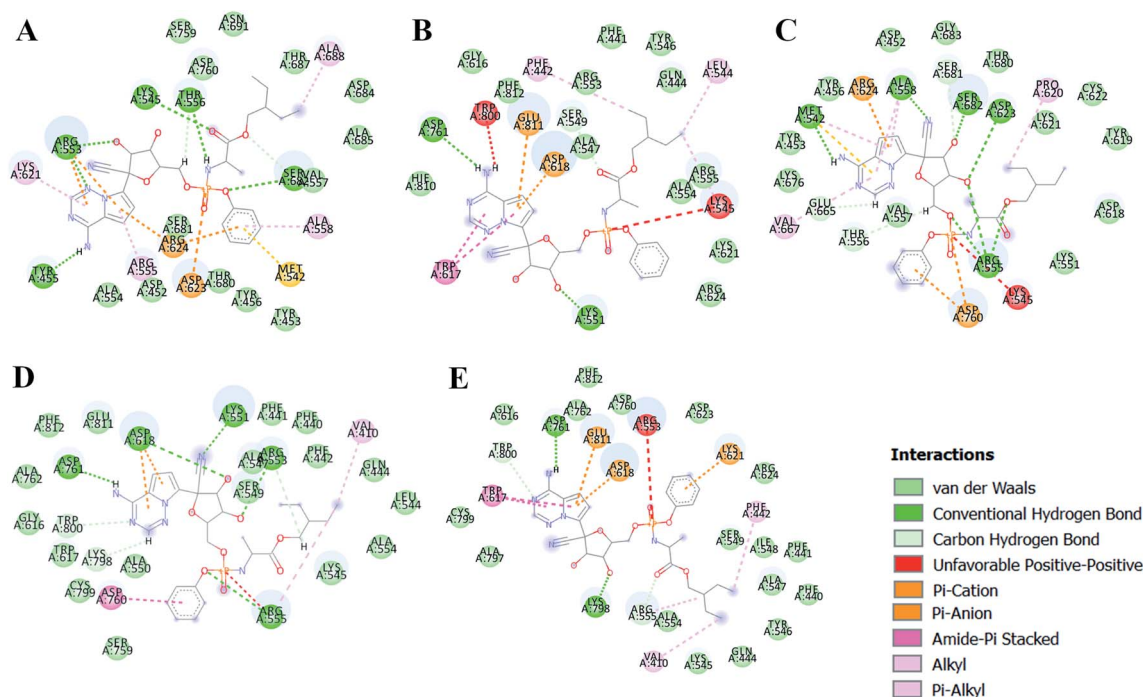 A
SER
A:759
ASN
A:691
ASP
A:760
THR
A:687
ALA
A:688
LYS
A:545
THR
A:556
ASP
A:684
ARG
A:553
ALA
A:685
LYS
A:621
SER
A:682
VAL
A:557
N
O
H
P
SER
A:681
ARG
A:624
ALA
A:558
TYR
A:455
ARG
A:555
ASP
A:623
THR
A:680
MET
A:542
ALA
A:554
ASP
A:452
TYR
A:456
TYR
A:453
B
PHE
A:441
TYR
A:546
GLY
A:616
PHE
A:442
ARG
A:553
GLN
A:444
LEU
A:544
PHE
A:812
TRP
A:800
GLU
A:811
SER
A:549
ASP
A:761
ALA
A:547
ASP
A:618
HIE
A:810
ALA
A:554
ARG
A:555
LYS
A:545
TRP
A:617
LYS
A:621
ARG
A:624
LYS
A:551
C
ASP
A:452
GLY
A:683
TYR
A:456
ARG
A:624
ALA
A:558
SER
A:681
THR
A:680
PRO
A:620
CYS
A:622
MET
A:542
SER
A:682
ASP
A:623
LYS
A:621
TYR
A:453
TYR
A:619
LYS
A:676
GLU
A:665
VAL
A:557
ASP
A:618
VAL
A:667
THR
A:556
ARG
A:555
LYS
A:551
LYS
A:545
ASP
A:760
D
PHE
A:812
GLU
A:811
LYS
A:551
PHE
A:441
PHE
A:440
VAL
A:410
ASP
A:618
ALA
A:547
ARG
A:553
PHE
A:442
ALA
A:762
ASP
A:761
SER
A:549
GLN
A:444
GLY
A:616
TRP
A:800
LEU
A:544
TRP
A:617
LYS
A:798
ALA
A:550
ALA
A:554
CYS
A:799
ASP
A:760
LYS
A:545
ARG
A:555
SER
A:759
E
PHE
A:812
GLY
A:616
ALA
A:762
ASP
A:760
ASP
A:623
ASP
A:761
GLU
A:811
ARG
A:553
TRP
A:800
ASP
A:618
LYS
A:621
ARG
A:624
TRP
A:617
PHE
A:442
CYS
A:799
SER
A:549
ILE
A:548
PHE
A:441
ALA
A:797
ALA
A:547
PHE
A:440
LYS
A:798
ARG
A:555
ALA
A:554
TYR
A:546
VAL
A:410
LYS
A:545
GLN
A:444
Interactions
van der Waals
Conventional Hydrogen Bond
Carbon Hydrogen Bond
Unfavorable Positive-Positive
Pi-Cation
Pi-Anion
Amide-Pi Stacked
Alkyl
Pi-Alkyl